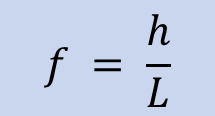 f = h/L